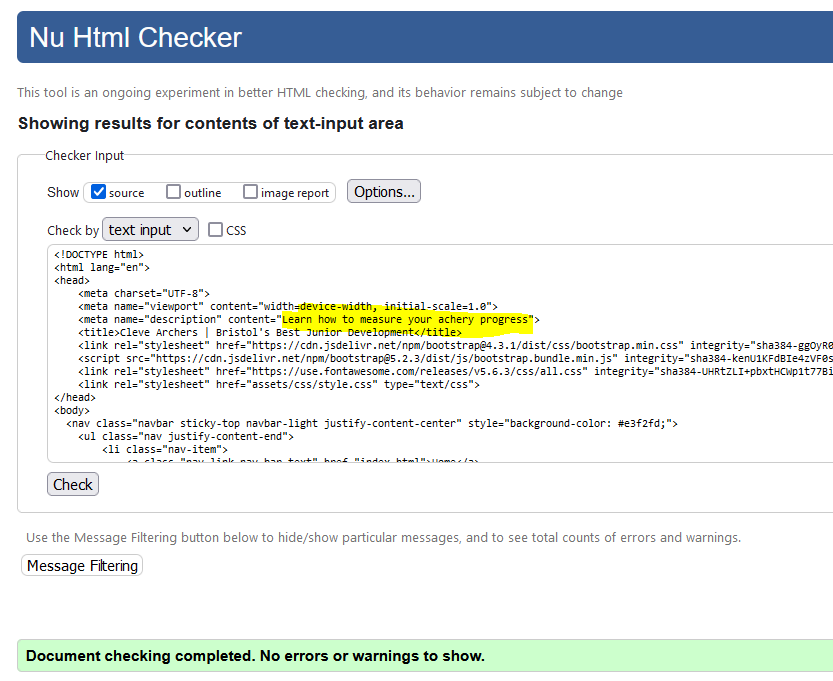 Nu Html Checker
This tool is an ongoing experiment in better HTML checking, and its behavior remains subject to change
Showing results for contents of text-input area
Checker Input
Show source outline image report Options...
Check by text input CSS
<!DOCTYPE html>
<html lang="en">
<head>
<meta charset="UTF-8">
<meta name="viewport" content="width=device-width, initial-scale=1.0">
<meta name="description" content="Learn how to measure your achery progress">
<title>Cleve Archers | Bristol's Best Junior Development</title>
<link rel="stylesheet" href="https://cdn.jsdelivr.net/npm/bootstrap@4.3.1/dist/css/bootstrap.min.css" integrity="sha384-ggOyR0
<script src="https://cdn.jsdelivr.net/npm/bootstrap@5.2.3/dist/js/bootstrap.bundle.min.js" integrity="sha384-kenU1KFdBIe4zVF0s
<link rel="stylesheet" href="https://use.fontawesome.com/releases/v5.6.3/css/all.css" integrity="sha384-UHRtZLI+pbxtHCWp1t77Bi
<link rel="stylesheet" href="assets/css/style.css" type="text/css">
</head>
<body>
<nav class="navbar sticky-top navbar-light justify-content-center" style="background-color: #e3f2fd;">
<ul class="nav justify-content-end">
<li class="nav-item">
<a class="nav-link nav-bar-text" href="index.html">Home</a>
Check
Use the Message Filtering button below to hide/show particular messages, and to see total counts of errors and warnings.
Message Filtering
Document checking completed. No errors or warnings to show.